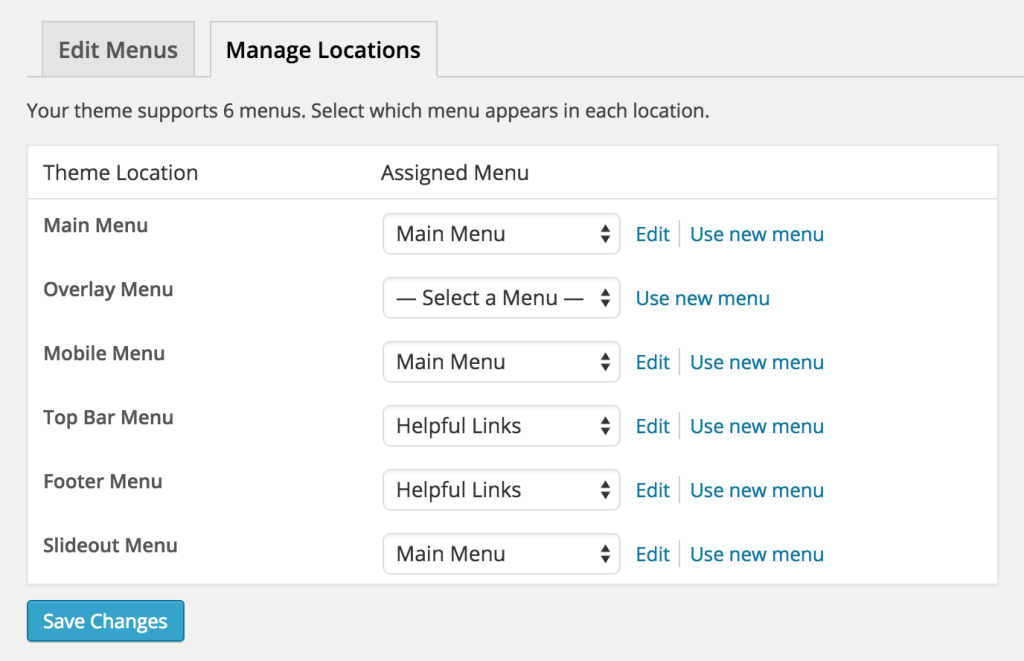 Edit Menus Manage Locations
Your theme supports 6 menus. Select which menu appears in each location.
Theme Location Assigned Menu
Main Menu Main Menu Edit Use new menu
Overlay Menu — Select a Menu — Use new menu
Mobile Menu Main Menu Edit Use new menu
Top Bar Menu Helpful Links Edit Use new menu
Footer Menu Helpful Links Edit Use new menu
Slideout Menu Main Menu Edit Use new menu
Save Changes